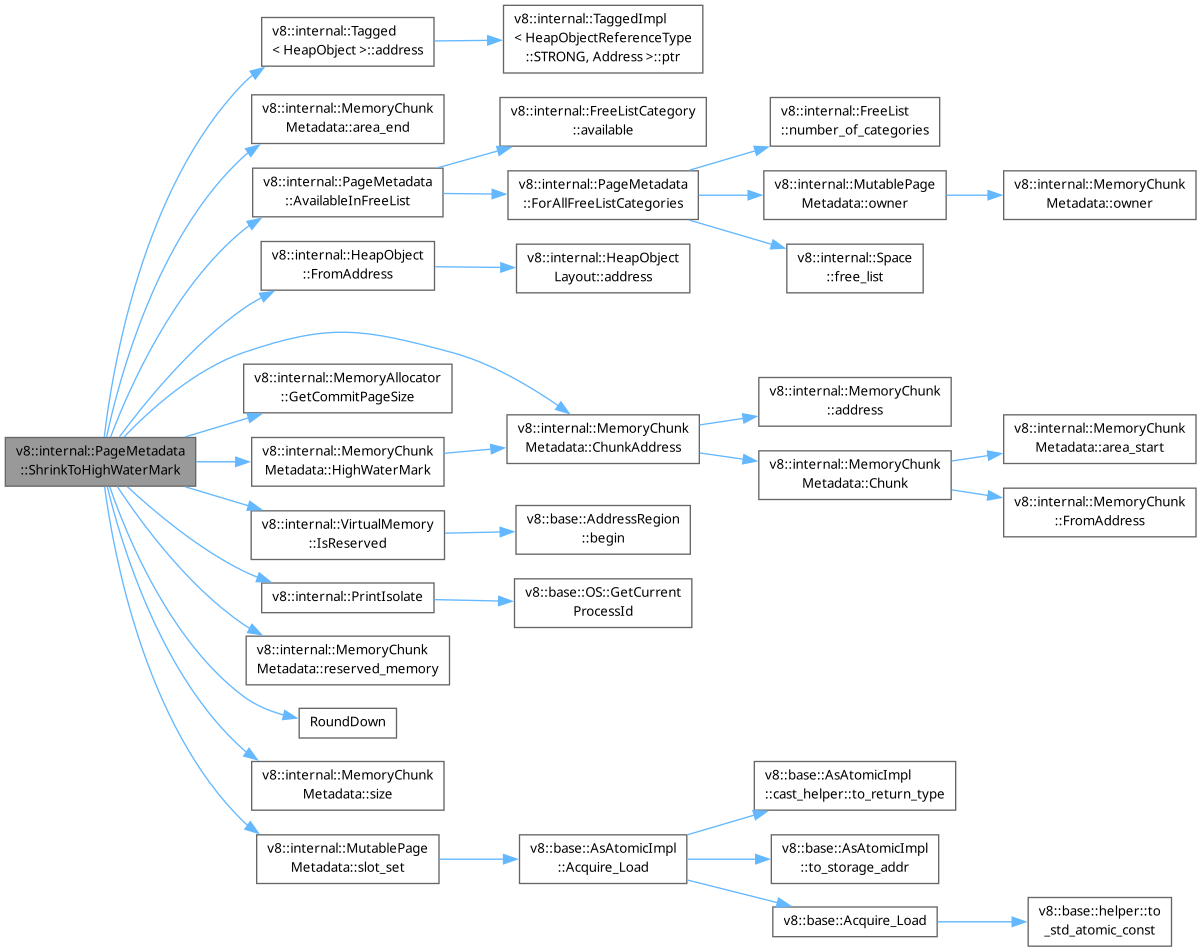 v8::internal::PageMetadata
::ShrinkToHighWaterMark
v8::internal::Tagged
< HeapObject >::address
v8::internal::TaggedImpl
< HeapObjectReferenceType
::STRONG, Address >::ptr
v8::internal::MemoryChunk
Metadata::area_end
v8::internal::PageMetadata
::AvailableInFreeList
v8::internal::FreeListCategory
::available
v8::internal::PageMetadata
::ForAllFreeListCategories
v8::internal::FreeList
::number_of_categories
v8::internal::MutablePage
Metadata::owner
v8::internal::MemoryChunk
Metadata::owner
v8::internal::Space
::free_list
v8::internal::HeapObject
::FromAddress
v8::internal::HeapObject
Layout::address
v8::internal::MemoryAllocator
::GetCommitPageSize
v8::internal::MemoryChunk
Metadata::HighWaterMark
v8::internal::MemoryChunk
Metadata::ChunkAddress
v8::internal::MemoryChunk
::address
v8::internal::MemoryChunk
Metadata::Chunk
v8::internal::MemoryChunk
Metadata::area_start
v8::internal::MemoryChunk
::FromAddress
v8::internal::VirtualMemory
::IsReserved
v8::base::AddressRegion
::begin
v8::internal::PrintIsolate
v8::base::OS::GetCurrent
ProcessId
v8::internal::MemoryChunk
Metadata::reserved_memory
RoundDown
v8::internal::MemoryChunk
Metadata::size
v8::internal::MutablePage
Metadata::slot_set
v8::base::AsAtomicImpl
::Acquire_Load
v8::base::AsAtomicImpl
::cast_helper::to_return_type
v8::base::AsAtomicImpl
::to_storage_addr
v8::base::Acquire_Load
v8::base::helper::to
_std_atomic_const